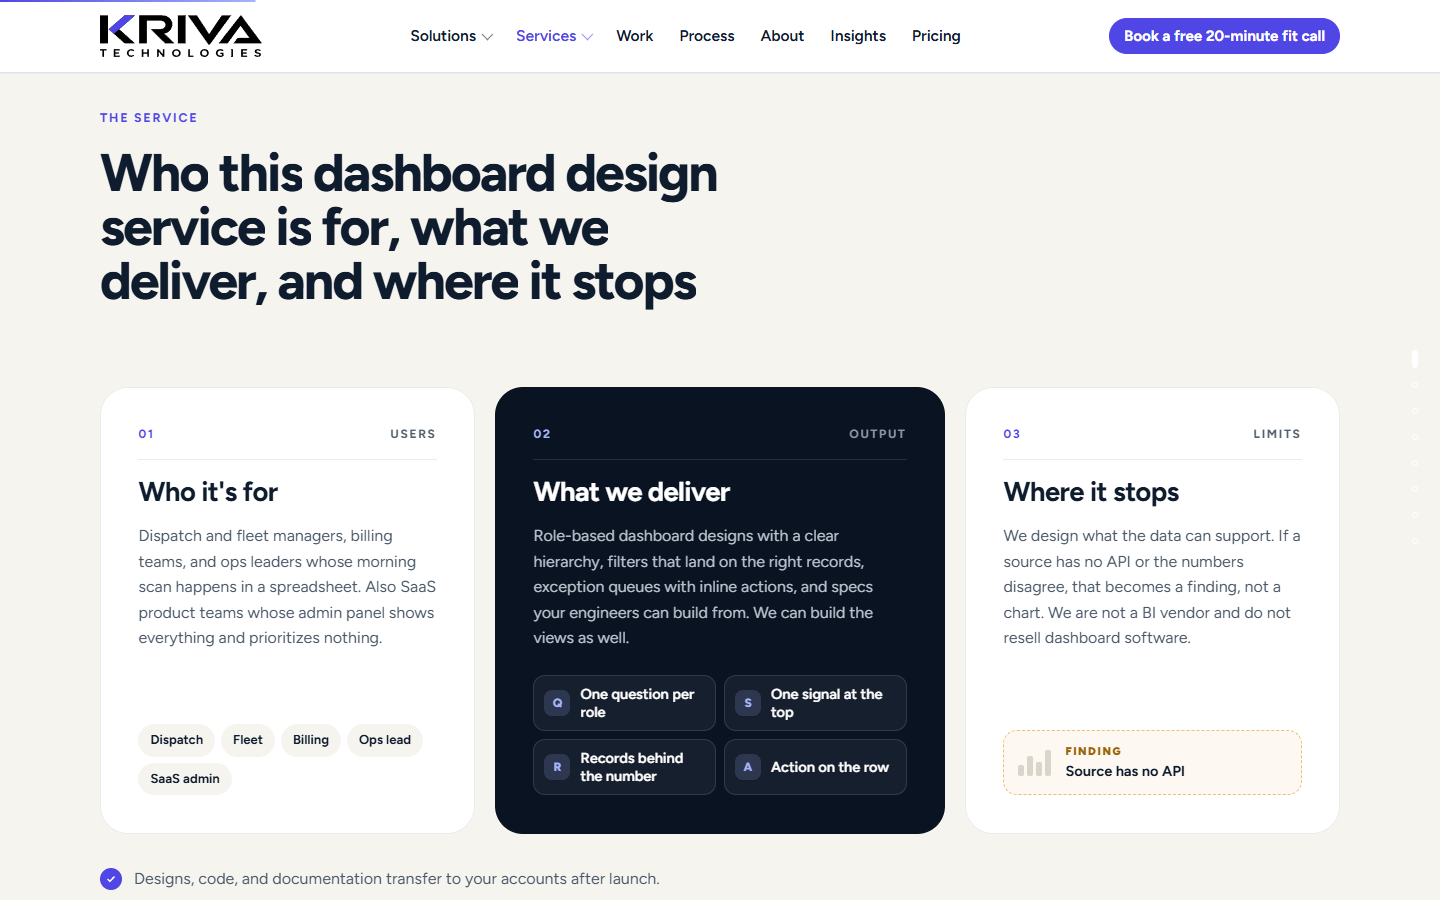 KRIVA
TECHNOLOGIES
Solutions
Services
Work
Process
About
Insights
Pricing
Book a free 20-minute fit call
THE SERVICE
Who this dashboard design
service is for, what we
deliver, and where it stops
01
USERS
Who it's for
Dispatch and fleet managers, billing
teams, and ops leaders whose morning
scan happens in a spreadsheet. Also SaaS
product teams whose admin panel shows
everything and prioritizes nothing.
Dispatch
Fleet
Billing
Ops lead
SaaS admin
02
OUTPUT
What we deliver
Role-based dashboard designs with a clear
hierarchy, filters that land on the right records,
exception queues with inline actions, and specs
your engineers can build from. We can build the
views as well.
Q
One question per
role
S
One signal at the
top
R
Records behind
the number
A
Action on the row
03
LIMITS
Where it stops
We design what the data can support. If a
source has no API or the numbers
disagree, that becomes a finding, not a
chart. We are not a BI vendor and do not
resell dashboard software.
FINDING
Source has no API
Designs, code, and documentation transfer to your accounts after launch.